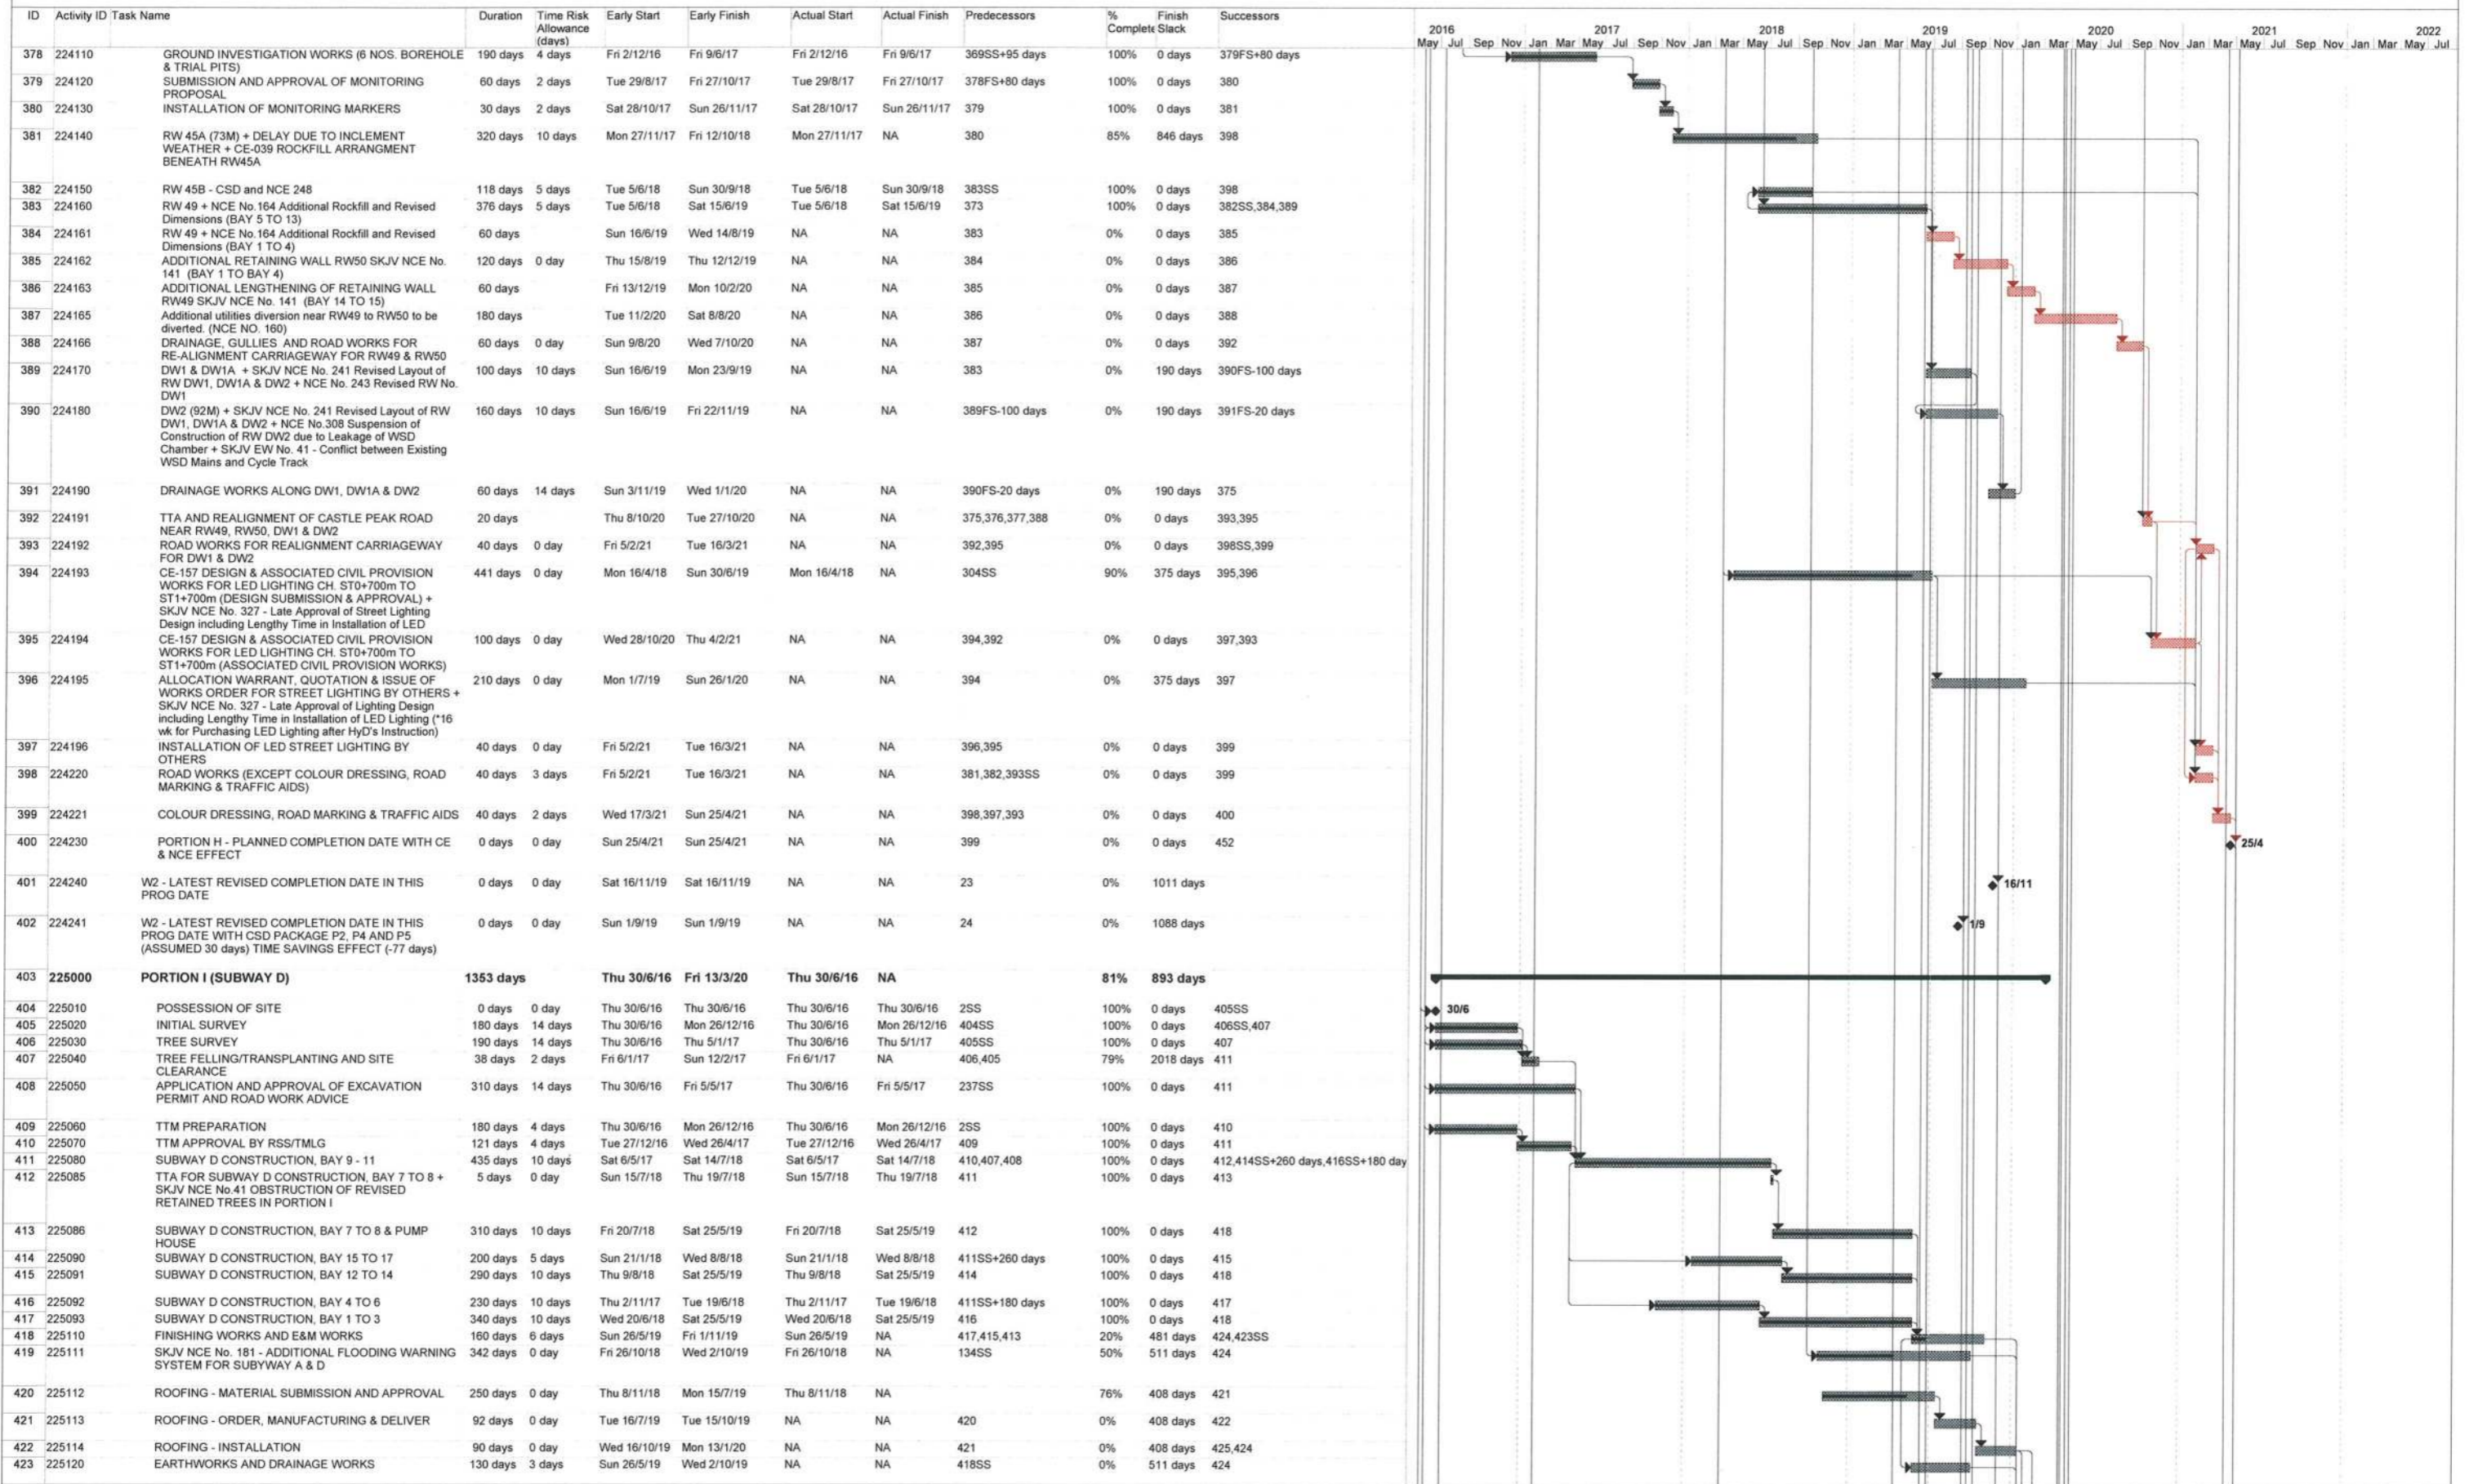 ID Activity ID Task Name Duration Time Risk Early Start Early Finish Actual Start Actual Finish Predecessors % Finish Successors
Allowance Complete Slack
(days)
2016 2017 2018 2019 2020 2021 2022
May Jul Sep Nov Jan Mar May Jul Sep Nov Jan Mar May Jul Sep Nov Jan Mar May Jul Sep Nov Jan Mar May Jul Sep Nov Jan Mar May Jul Sep Nov Jan Mar May Jul
378 224110 GROUND INVESTIGATION WORKS (6 NOS. BOREHOLE 190 days 4 days Fri 2/12/16 Fri 9/6/17 Fri 2/12/16 Fri 9/6/17 369SS+95 days 100% 0 days 379FS+80 days
& TRIAL PITS)
379 224120 SUBMISSION AND APPROVAL OF MONITORING 60 days 2 days Tue 29/8/17 Fri 27/10/17 Tue 29/8/17 Fri 27/10/17 378FS+80 days 100% 0 days 380
PROPOSAL
380 224130 INSTALLATION OF MONITORING MARKERS 30 days 2 days Sat 28/10/17 Sun 26/11/17 Sat 28/10/17 Sun 26/11/17 379 100% 0 days 381
381 224140 RW 45A (73M) + DELAY DUE TO INCLEMENT 320 days 10 days Mon 27/11/17 Fri 12/10/18 Mon 27/11/17 NA 380 85% 846 days 398
WEATHER + CE-039 ROCKFILL ARRANGMENT
BENEATH RW45A
382 224150 RW 45B - CSD and NCE 248 118 days 5 days Tue 5/6/18 Sun 30/9/18 Tue 5/6/18 Sun 30/9/18 383SS 100% 0 days 398
383 224160 RW 49 + NCE No.164 Additional Rockfill and Revised 376 days 5 days Tue 5/6/18 Sat 15/6/19 Tue 5/6/18 Sat 15/6/19 373 100% 0 days 382SS,384,389
Dimensions (BAY 5 TO 13)
384 224161 RW 49 + NCE No.164 Additional Rockfill and Revised 60 days Sun 16/6/19 Wed 14/8/19 NA NA 383 0% 0 days 385
Dimensions (BAY 1 TO 4)
385 224162 ADDITIONAL RETAINING WALL RW50 SKJV NCE No. 120 days 0 day Thu 15/8/19 Thu 12/12/19 NA NA 384 0% 0 days 386
141 (BAY 1 TO BAY 4)
386 224163 ADDITIONAL LENGTHENING OF RETAINING WALL 60 days Fri 13/12/19 Mon 10/2/20 NA NA 385 0% 0 days 387
RW49 SKJV NCE No. 141 (BAY 14 TO 15)
387 224165 Additional utilities diversion near RW49 to RW50 to be 180 days Tue 11/2/20 Sat 8/8/20 NA NA 386 0% 0 days 388
diverted. (NCE NO. 160)
388 224166 DRAINAGE, GULLIES AND ROAD WORKS FOR 60 days 0 day Sun 9/8/20 Wed 7/10/20 NA NA 387 0% 0 days 392
RE-ALIGNMENT CARRIAGEWAY FOR RW49 & RW50
389 224170 DW1 & DW1A + SKJV NCE No. 241 Revised Layout of 100 days 10 days Sun 16/6/19 Mon 23/9/19 NA NA 383 0% 190 days 390FS-100 days
RW DW1, DW1A & DW2 + NCE No. 243 Revised RW No.
DW1
390 224180 DW2 (92M) + SKJV NCE No. 241 Revised Layout of RW 160 days 10 days Sun 16/6/19 Fri 22/11/19 NA NA 389FS-100 days 0% 190 days 391FS-20 days
DW1, DW1A & DW2 + NCE No.308 Suspension of
Construction of RW DW2 due to Leakage of WSD
Chamber + SKJV EW No. 41 - Conflict between Existing
WSD Mains and Cycle Track
391 224190 DRAINAGE WORKS ALONG DW1, DW1A & DW2 60 days 14 days Sun 3/11/19 Wed 1/1/20 NA NA 390FS-20 days 0% 190 days 375
392 224191 TTA AND REALIGNMENT OF CASTLE PEAK ROAD 20 days Thu 8/10/20 Tue 27/10/20 NA NA 375,376,377,388 0% 0 days 393,395
NEAR RW49, RW50, DW1 & DW2
393 224192 ROAD WORKS FOR REALIGNMENT CARRIAGEWAY 40 days 0 day Fri 5/2/21 Tue 16/3/21 NA NA 392,395 0% 0 days 398SS,399
FOR DW1 & DW2
394 224193 CE-157 DESIGN & ASSOCIATED CIVIL PROVISION 441 days 0 day Mon 16/4/18 Sun 30/6/19 Mon 16/4/18 NA 304SS 90% 375 days 395,396
WORKS FOR LED LIGHTING CH. ST0+700m TO
ST1+700m (DESIGN SUBMISSION & APPROVAL) +
SKJV NCE No. 327 - Late Approval of Street Lighting
Design including Lengthy Time in Installation of LED
395 224194 CE-157 DESIGN & ASSOCIATED CIVIL PROVISION 100 days 0 day Wed 28/10/20 Thu 4/2/21 NA NA 394,392 0% 0 days 397,393
WORKS FOR LED LIGHTING CH. ST0+700m TO
ST1+700m (ASSOCIATED CIVIL PROVISION WORKS)
396 224195 ALLOCATION WARRANT, QUOTATION & ISSUE OF 210 days 0 day Mon 1/7/19 Sun 26/1/20 NA NA 394 0% 375 days 397
WORKS ORDER FOR STREET LIGHTING BY OTHERS +
SKJV NCE No. 327 - Late Approval of Lighting Design
including Lengthy Time in Installation of LED Lighting (*16
wk for Purchasing LED Lighting after HyD's Instruction)
397 224196 INSTALLATION OF LED STREET LIGHTING BY 40 days 0 day Fri 5/2/21 Tue 16/3/21 NA NA 396,395 0% 0 days 399
OTHERS
398 224220 ROAD WORKS (EXCEPT COLOUR DRESSING, ROAD 40 days 3 days Fri 5/2/21 Tue 16/3/21 NA NA 381,382,393SS 0% 0 days 399
MARKING & TRAFFIC AIDS)
399 224221 COLOUR DRESSING, ROAD MARKING & TRAFFIC AIDS 40 days 2 days Wed 17/3/21 Sun 25/4/21 NA NA 398,397,393 0% 0 days 400
400 224230 PORTION H - PLANNED COMPLETION DATE WITH CE 0 days 0 day Sun 25/4/21 Sun 25/4/21 NA NA 399 0% 0 days 452 25/4
& NCE EFFECT
401 224240 W2 - LATEST REVISED COMPLETION DATE IN THIS 0 days 0 day Sat 16/11/19 Sat 16/11/19 NA NA 23 0% 1011 days 16/11
PROG DATE
402 224241 W2 - LATEST REVISED COMPLETION DATE IN THIS 0 days 0 day Sun 1/9/19 Sun 1/9/19 NA NA 24 0% 1088 days 1/9
PROG DATE WITH CSD PACKAGE P2, P4 AND P5
(ASSUMED 30 days) TIME SAVINGS EFFECT (-77 days)
403 225000 PORTION I (SUBWAY D) 1353 days Thu 30/6/16 Fri 13/3/20 Thu 30/6/16 NA 81% 893 days
404 225010 POSSESSION OF SITE 0 days 0 day Thu 30/6/16 Thu 30/6/16 Thu 30/6/16 Thu 30/6/16 2SS 100% 0 days 405SS 30/6
405 225020 INITIAL SURVEY 180 days 14 days Thu 30/6/16 Mon 26/12/16 Thu 30/6/16 Mon 26/12/16 404SS 100% 0 days 406SS,407
406 225030 TREE SURVEY 190 days 14 days Thu 30/6/16 Thu 5/1/17 Thu 30/6/16 Thu 5/1/17 405SS 100% 0 days 407
407 225040 TREE FELLING/TRANSPLANTING AND SITE 38 days 2 days Fri 6/1/17 Sun 12/2/17 Fri 6/1/17 NA 406,405 79% 2018 days 411
CLEARANCE
408 225050 APPLICATION AND APPROVAL OF EXCAVATION 310 days 14 days Thu 30/6/16 Fri 5/5/17 Thu 30/6/16 Fri 5/5/17 237SS 100% 0 days 411
PERMIT AND ROAD WORK ADVICE
409 225060 TTM PREPARATION 180 days 4 days Thu 30/6/16 Mon 26/12/16 Thu 30/6/16 Mon 26/12/16 2SS 100% 0 days 410
410 225070 TTM APPROVAL BY RSS/TMLG 121 days 4 days Tue 27/12/16 Wed 26/4/17 Tue 27/12/16 Wed 26/4/17 409 100% 0 days 411
411 225080 SUBWAY D CONSTRUCTION, BAY 9 - 11 435 days 10 days Sat 6/5/17 Sat 14/7/18 Sat 6/5/17 Sat 14/7/18 410,407,408 100% 0 days 412,414SS+260 days,416SS+180 day
412 225085 TTA FOR SUBWAY D CONSTRUCTION, BAY 7 TO 8 + 5 days 0 day Sun 15/7/18 Thu 19/7/18 Sun 15/7/18 Thu 19/7/18 411 100% 0 days 413
SKJV NCE No.41 OBSTRUCTION OF REVISED
RETAINED TREES IN PORTION I
413 225086 SUBWAY D CONSTRUCTION, BAY 7 TO 8 & PUMP 310 days 10 days Fri 20/7/18 Sat 25/5/19 Fri 20/7/18 Sat 25/5/19 412 100% 0 days 418
HOUSE
414 225090 SUBWAY D CONSTRUCTION, BAY 15 TO 17 200 days 5 days Sun 21/1/18 Wed 8/8/18 Sun 21/1/18 Wed 8/8/18 411SS+260 days 100% 0 days 415
415 225091 SUBWAY D CONSTRUCTION, BAY 12 TO 14 290 days 10 days Thu 9/8/18 Sat 25/5/19 Thu 9/8/18 Sat 25/5/19 414 100% 0 days 418
416 225092 SUBWAY D CONSTRUCTION, BAY 4 TO 6 230 days 10 days Thu 2/11/17 Tue 19/6/18 Thu 2/11/17 Tue 19/6/18 411SS+180 days 100% 0 days 417
417 225093 SUBWAY D CONSTRUCTION, BAY 1 TO 3 340 days 10 days Wed 20/6/18 Sat 25/5/19 Wed 20/6/18 Sat 25/5/19 416 100% 0 days 418
418 225110 FINISHING WORKS AND E&M WORKS 160 days 6 days Sun 26/5/19 Fri 1/11/19 Sun 26/5/19 NA 417,415,413 20% 481 days 424,423SS
419 225111 SKJV NCE No. 181 - ADDITIONAL FLOODING WARNING 342 days 0 day Fri 26/10/18 Wed 2/10/19 Fri 26/10/18 NA 134SS 50% 511 days 424
SYSTEM FOR SUBYWAY A & D
420 225112 ROOFING - MATERIAL SUBMISSION AND APPROVAL 250 days 0 day Thu 8/11/18 Mon 15/7/19 Thu 8/11/18 NA 76% 408 days 421
421 225113 ROOFING - ORDER, MANUFACTURING & DELIVER 92 days 0 day Tue 16/7/19 Tue 15/10/19 NA NA 420 0% 408 days 422
422 225114 ROOFING - INSTALLATION 90 days 0 day Wed 16/10/19 Mon 13/1/20 NA NA 421 0% 408 days 425,424
423 225120 EARTHWORKS AND DRAINAGE WORKS 130 days 3 days Sun 26/5/19 Wed 2/10/19 NA NA 418SS 0% 511 days 424